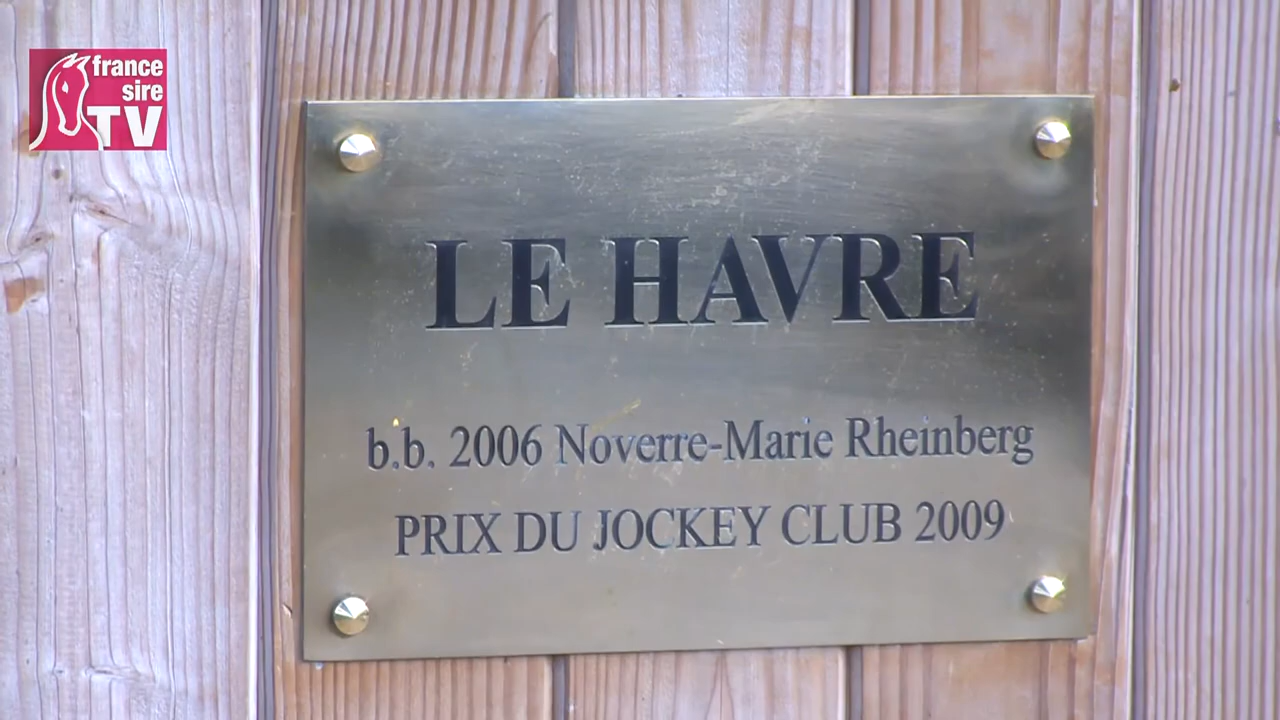 france
sire
TV
LE HAVRE
b.b. 2006 Noverre-Marie Rheinberg
PRIX DU JOCKEY CLUB 2009